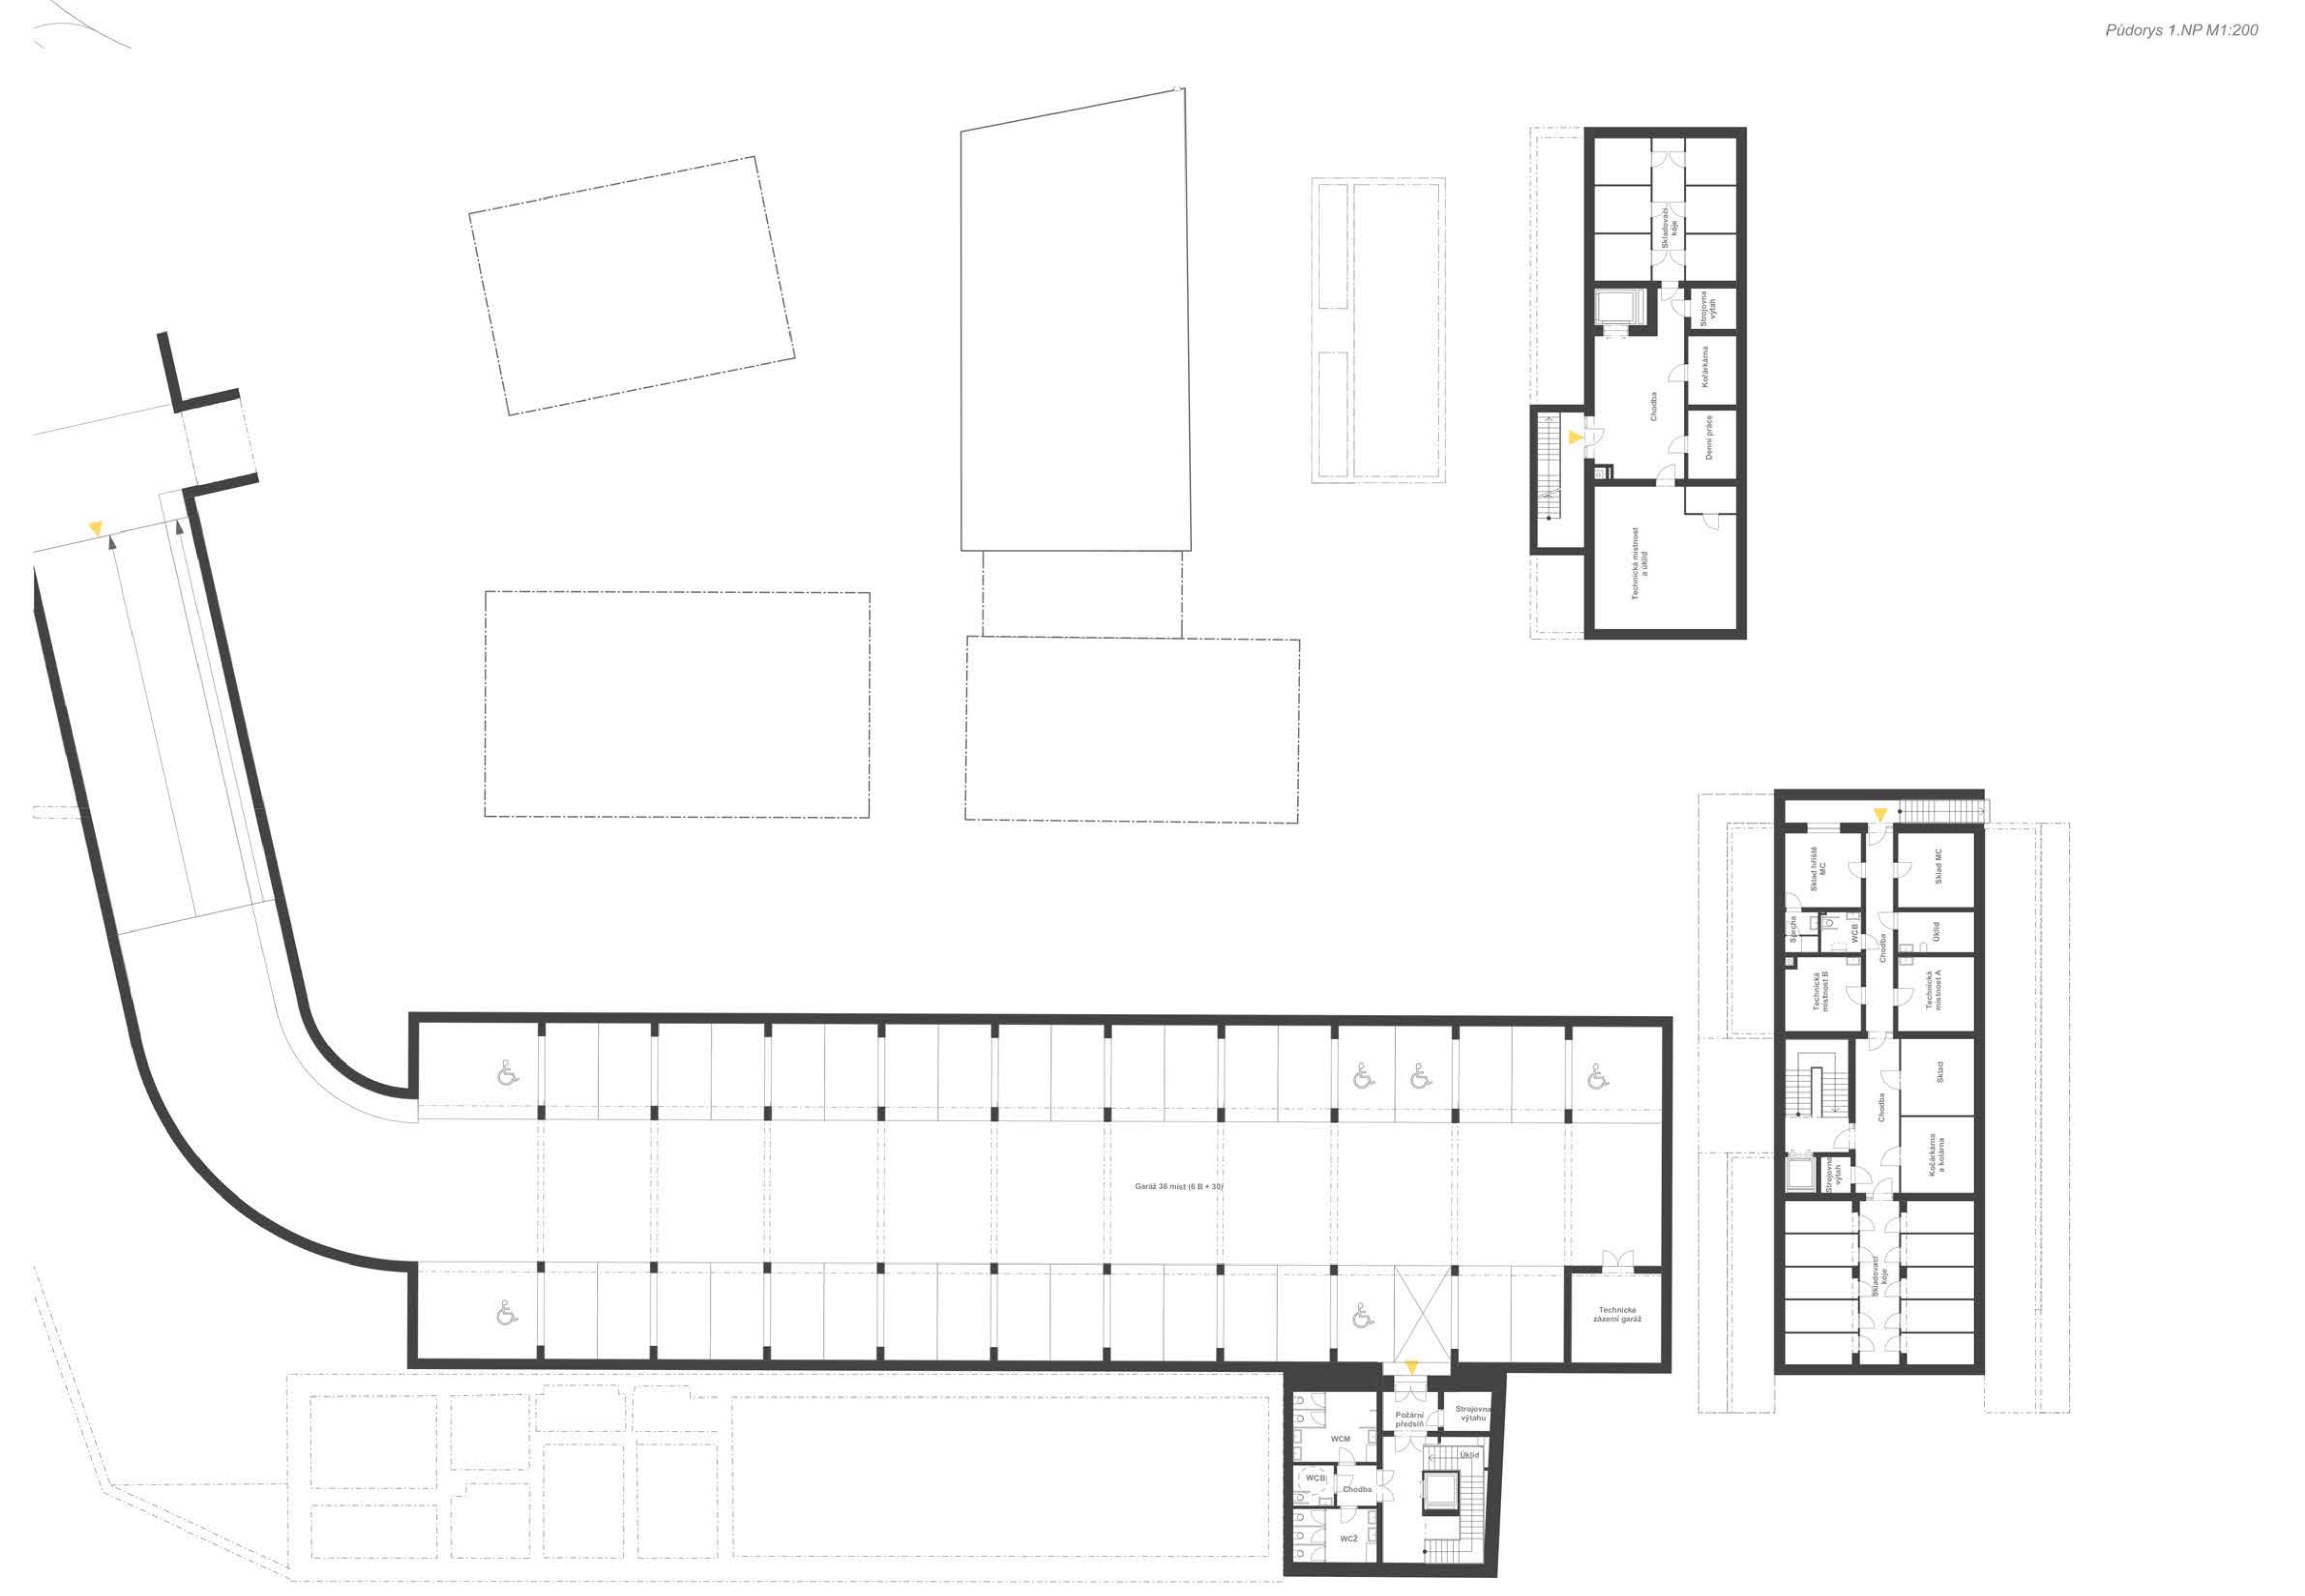 Půdorys 1.NP M1:200
Skladovací
kóje
Strojovna
výtah
Kočárkárna
Chodba
Denní práce
Technická místnost
a úklid
Sklad hřiště
MC
Sklad MC
Sprcha
WCB
Chodba
Úklid
Technická
místnost B
Technická
místnost A
Sklad
Chodba
Kočárkárna
a kolárna
Strojovna
výtah
Skladovací
kóje
Garáž 36 míst (6 B + 30)
Technické
zázemí garáž
Požární
předsíň
Strojovna
výtahu
WCM
Úklid
WCB
Chodba
WCŽ